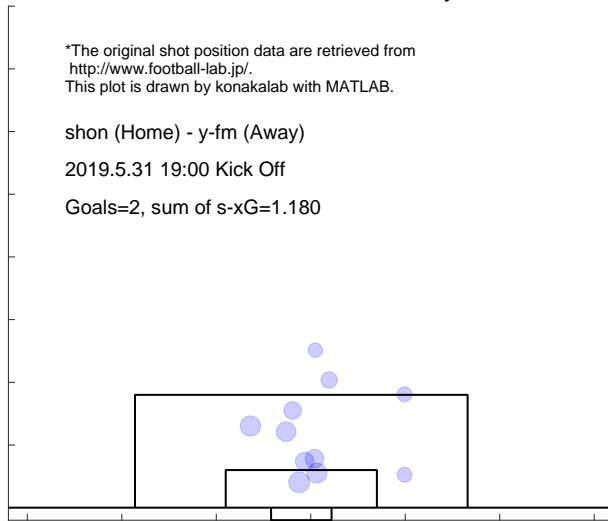 *The original shot position data are retrieved from
http://www.football-lab.jp/.
This plot is drawn by konakalab with MATLAB.
shon (Home) - y-fm (Away)
2019.5.31 19:00 Kick Off
Goals=2, sum of s-xG=1.180